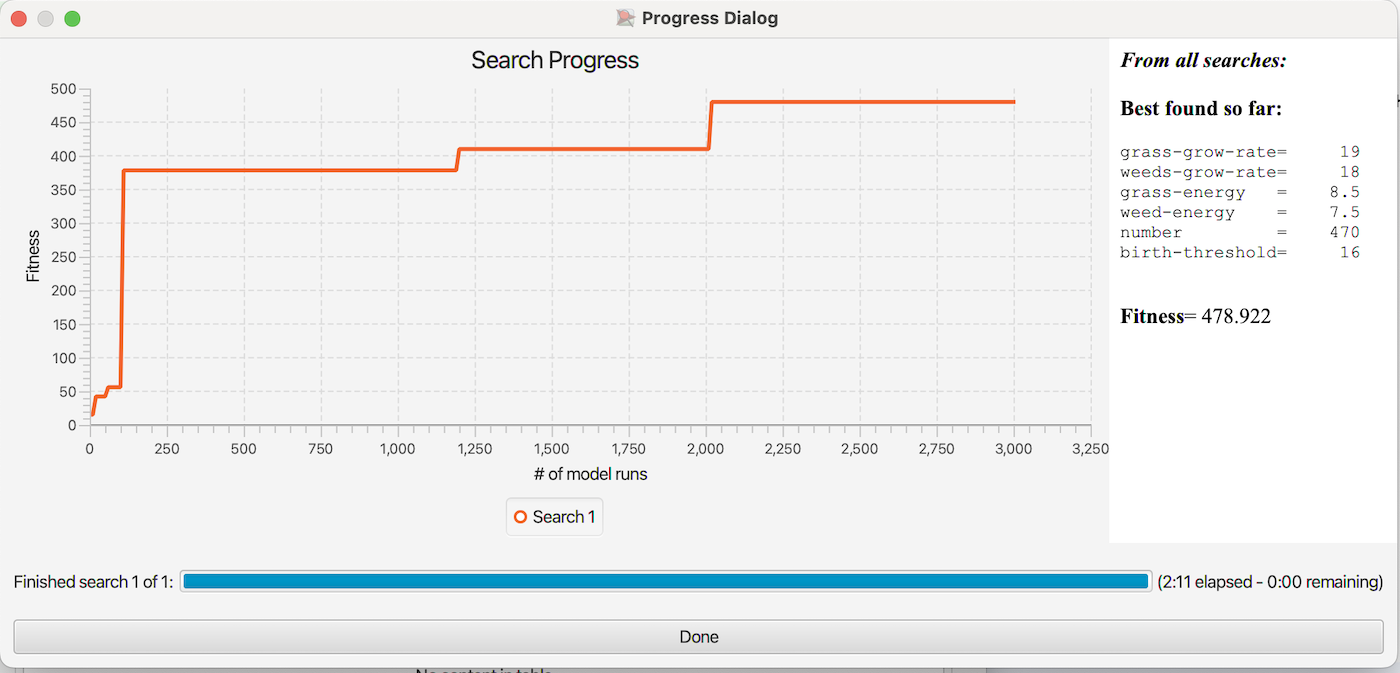 Progress Dialog
Search Progress
500
450
400
350
300
250
200
150
100
50
0
Fitness
0 250 500 750 1,000 1,250 1,500 1,750 2,000 2,250 2,500 2,750 3,000 3,250
# of model runs
Search 1
From all searches:
Best found so far:
grass-grow-rate= 19
weeds-grow-rate= 18
grass-energy = 8.5
weed-energy = 7.5
number = 470
birth-threshold= 16
Fitness= 478.922
Finished search 1 of 1: (2:11 elapsed - 0:00 remaining)
Done
No content in table